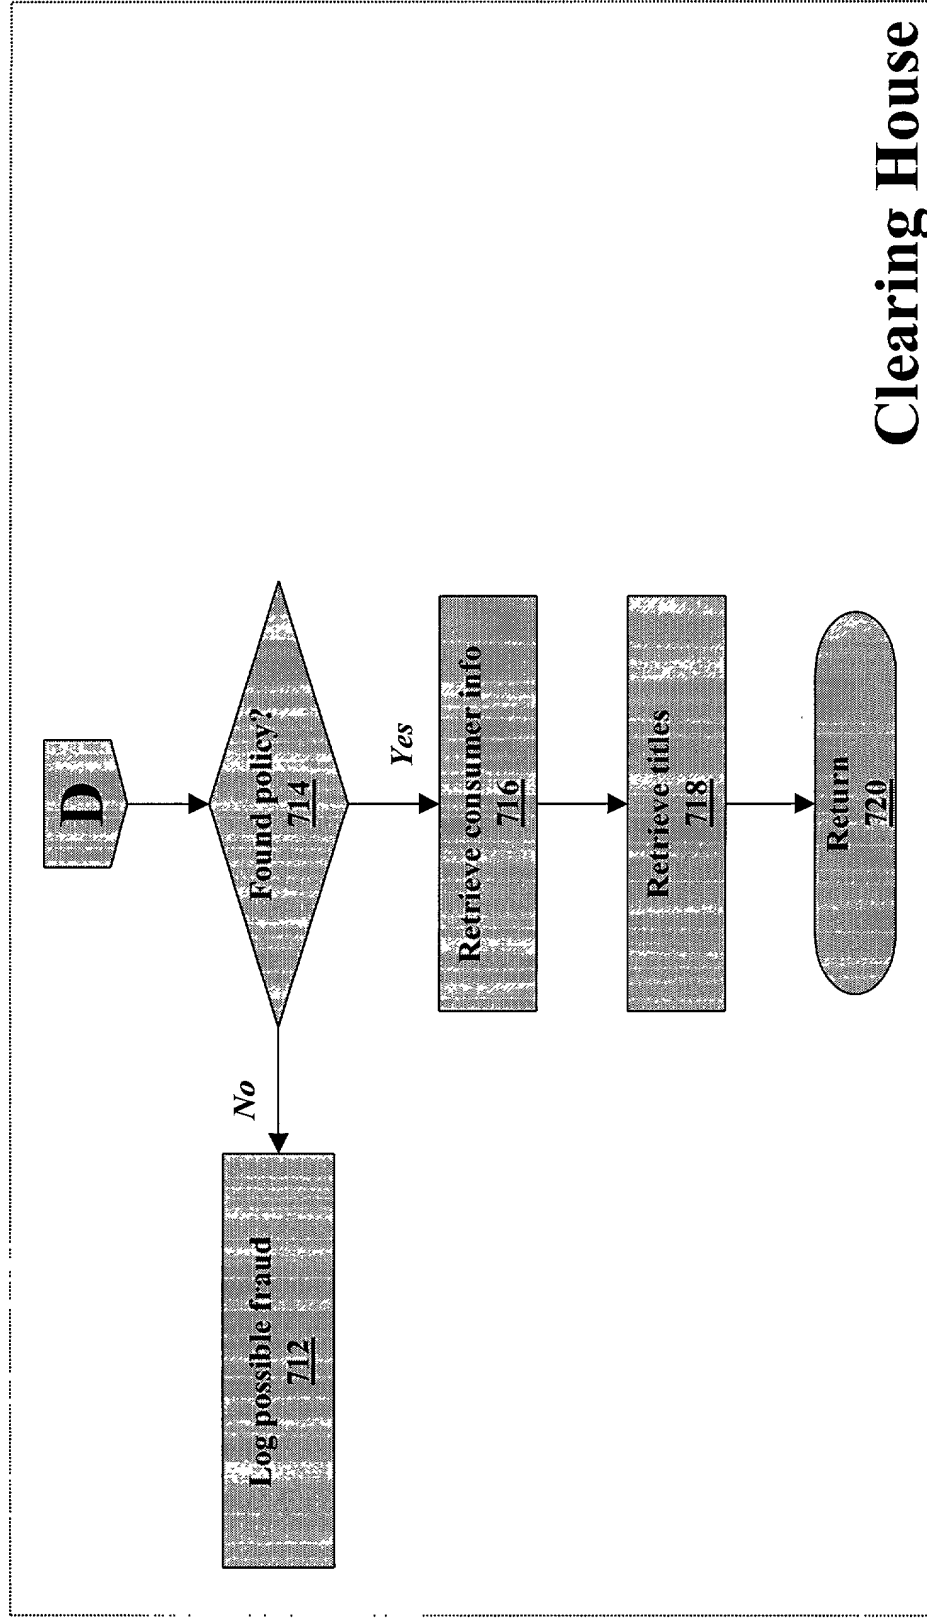 D
Found policy?
714
No
Log possible fraud
712
Yes
Retrieve consumer info
716
Retrieve titles
718
Return
720
Clearing House